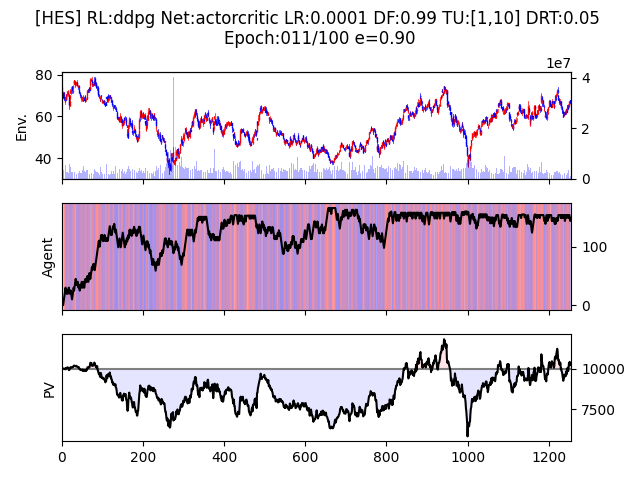 [HES] RL:ddpg Net:actorcritic LR:0.0001 DF:0.99 TU:[1,10] DRT:0.05
Epoch:011/100 e=0.90
1e7
80
60
40
Env.
4
2
0
Agent
100
0
PV
10000
7500
0 200 400 600 800 1000 1200